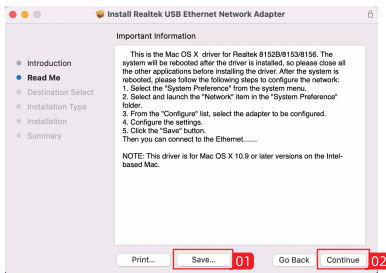 Install Realtek USB Ethernet Network Adapter
Important Information
Introduction
Read Me
Destination Select
Installation Type
Installation
Summary
This is the Mac OS X driver for Realtek 8152B/8153/8156. The
system will be rebooted after the driver is installed, so please close all
the other applications before installing the driver. After the system is
rebooted, please follow the following steps to configure the network:
1. Select the "System Preference" from the system menu.
2. Select and launch the "Network" item in the "System Preference"
folder.
3. From the "Configure" list, select the adapter to be configured.
4. Configure the settings.
5. Click the "Save" button.
Then you can connect to the Ethernet.......
NOTE: This driver is for Mac OS X 10.9 or later versions on the Intel-
based Mac.
Print... Save... 01 Go Back Continue 02